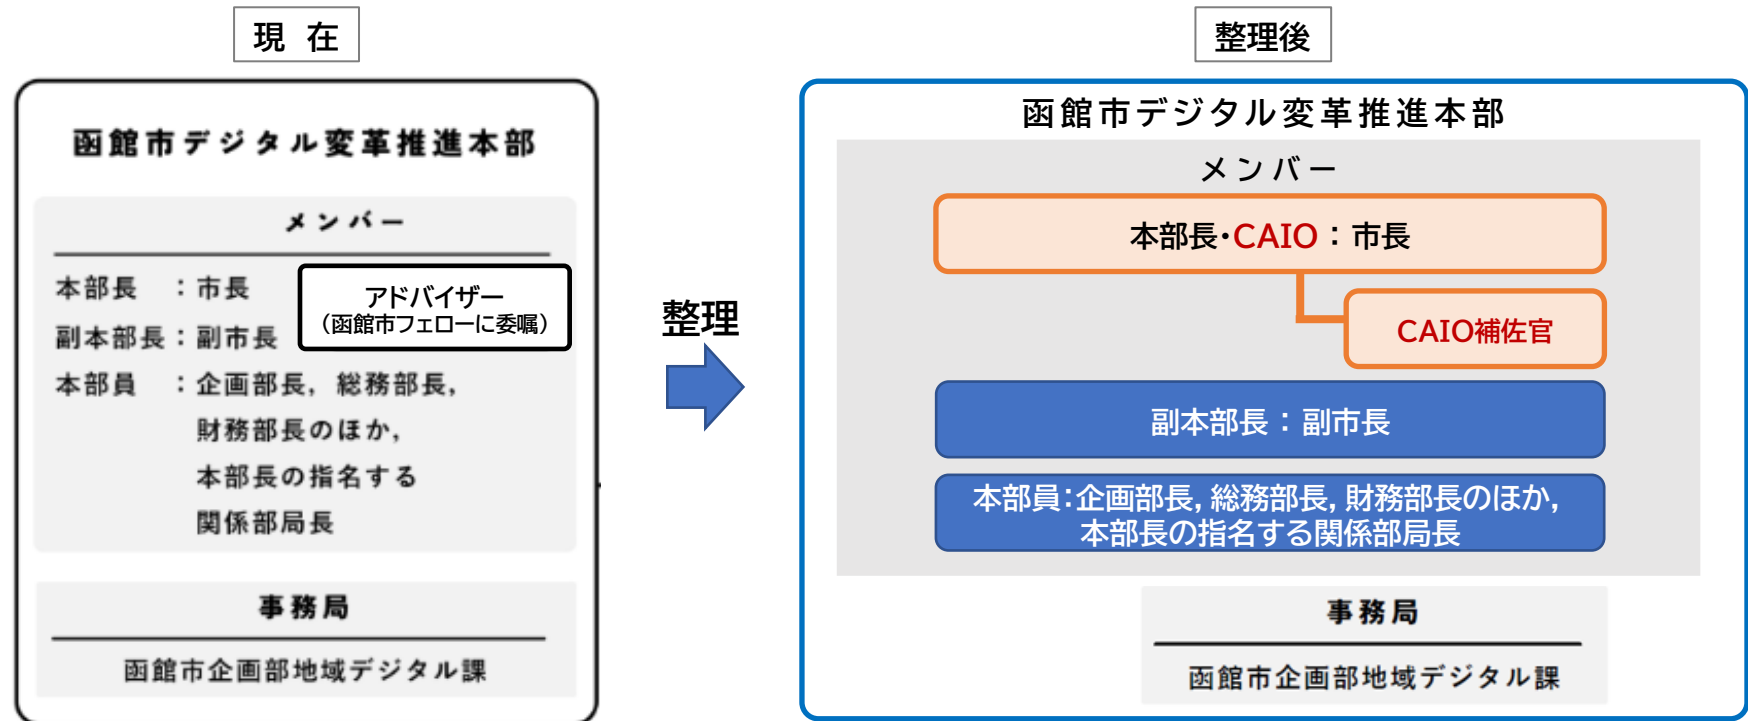 現 在
函館市デジタル変革推進本部
メンバー
本部長 ：市長
副本部長：副市長
アドバイザー
（函館市フェローに委嘱）
本部員 ：企画部長，総務部長，
財務部長のほか，
本部長の指名する
関係部局長
事務局
函館市企画部地域デジタル課
整理
整理後
函館市デジタル変革推進本部
メンバー
本部長・CAIO：市長
CAIO補佐官
副本部長：副市長
本部員：企画部長，総務部長，財務部長のほか，
本部長の指名する関係部局長
事務局
函館市企画部地域デジタル課